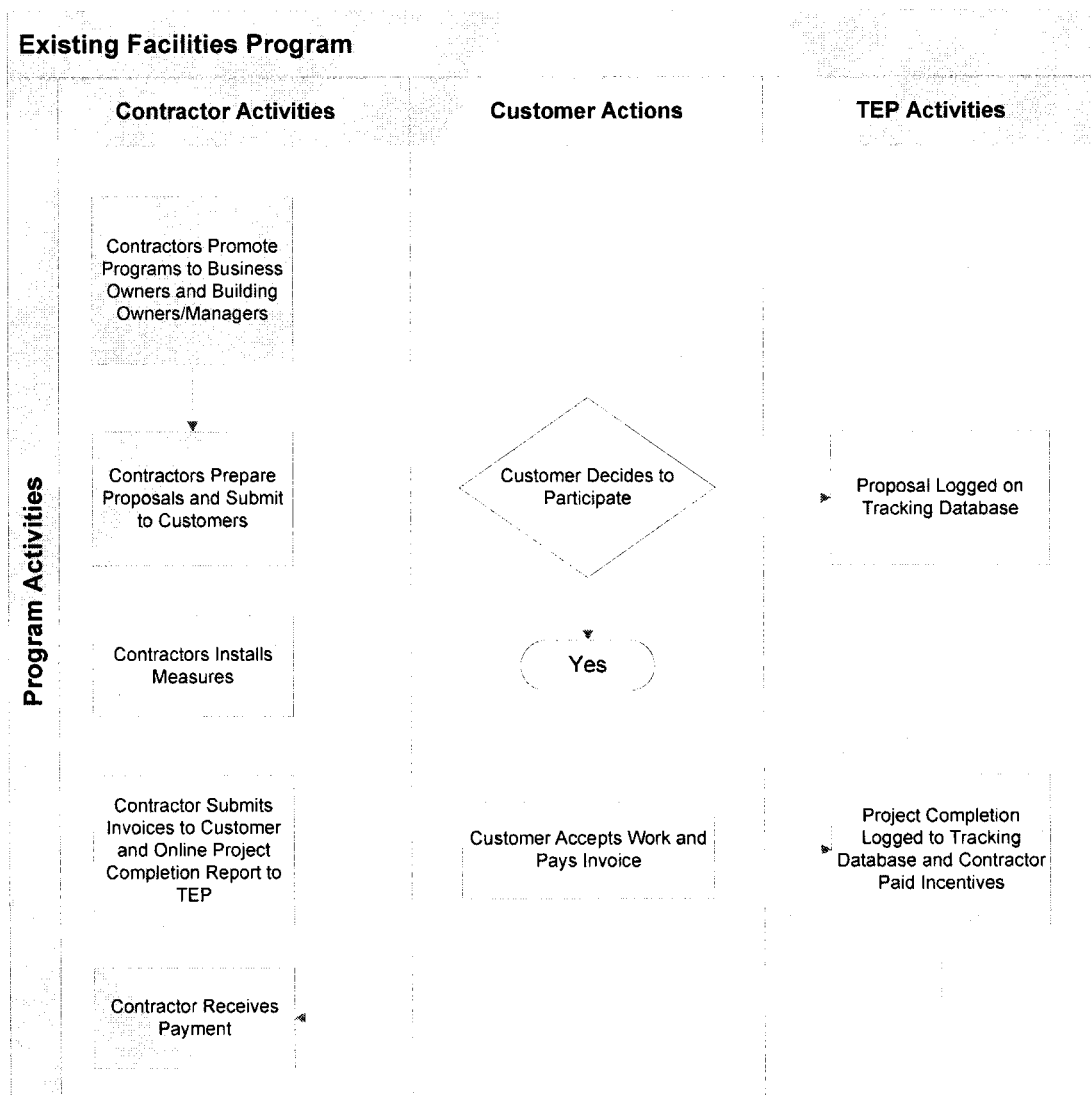 Existing Facilities Program
Contractor Activities
Customer Actions
TEP Activities
Program Activities
Contractors Promote
Programs to Business
Owners and Building
Owners/Managers
Contractors Prepare
Proposals and Submit
to Customers
Customer Decides to
Participate
Proposal Logged on
Tracking Database
Contractors Installs
Measures
Yes
Contractor Submits
Invoices to Customer
and Online Project
Completion Report to
TEP
Customer Accepts Work and
Pays Invoice
Project Completion
Logged to Tracking
Database and Contractor
Paid Incentives
Contractor Receives
Payment